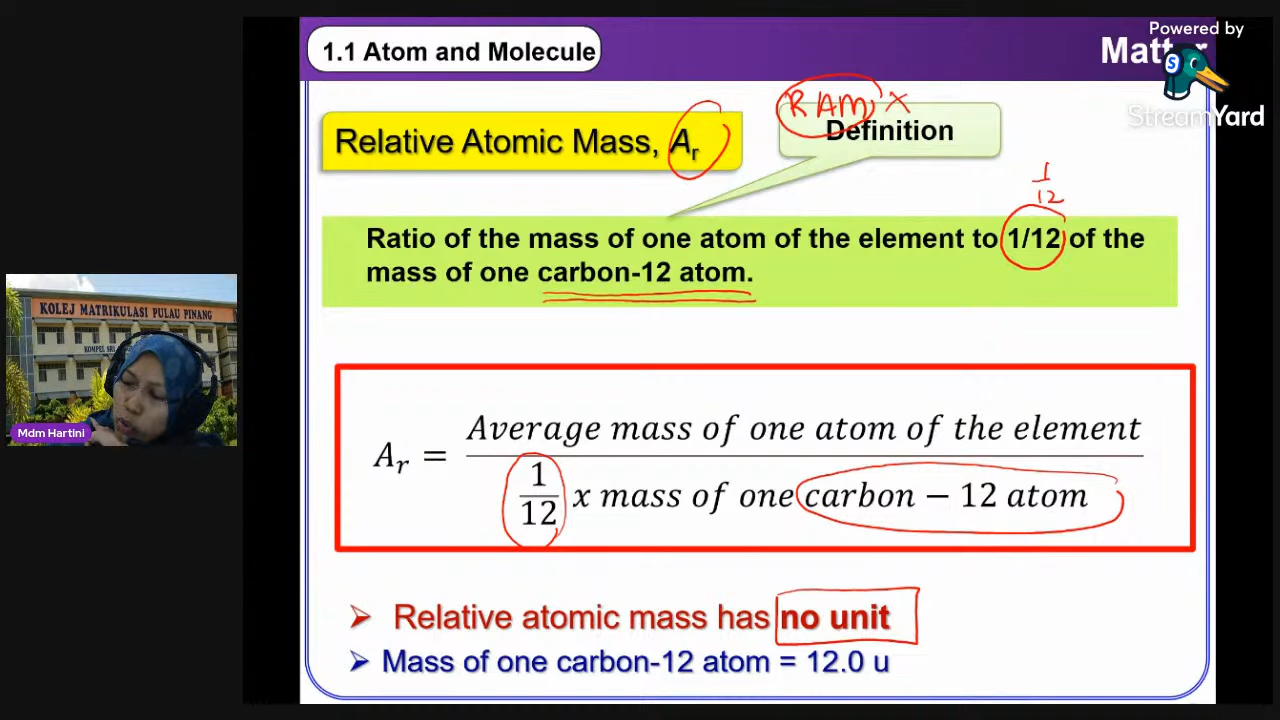 1.1 Atom and Molecule
Matter
Powered by
StreamYard
RAM X
Relative Atomic Mass, Ar
Definition
1
12
Ratio of the mass of one atom of the element to 1/12 of the
mass of one carbon-12 atom.
KOLEJ MATRIKULASI PULAU PINANG
Mdm Hartini
Average mass of one atom of the element
Ar =
1/12 x mass of one carbon − 12 atom
➢ Relative atomic mass has no unit
➢ Mass of one carbon-12 atom = 12.0 u